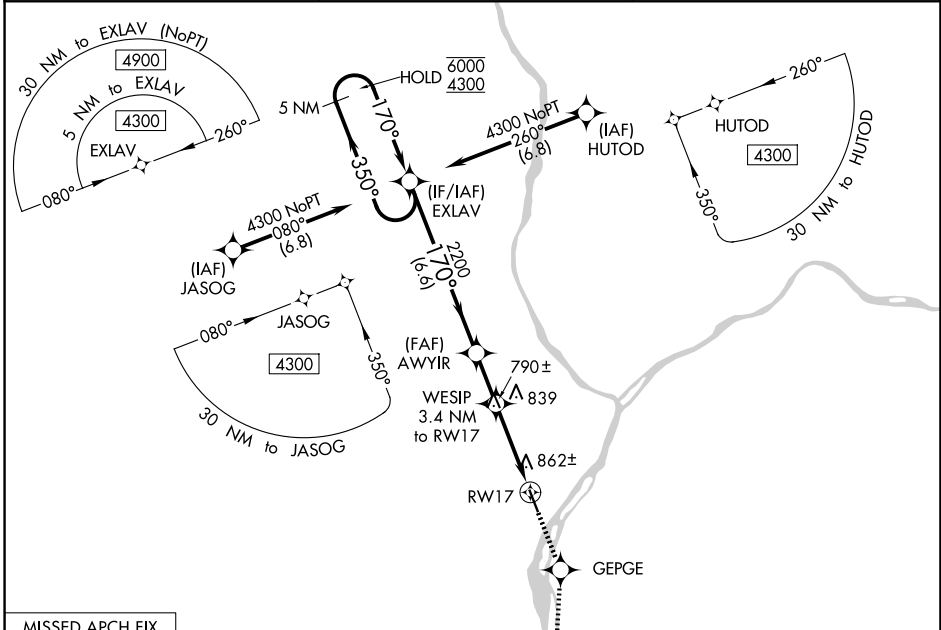 30 NM to EXLAV (NoPT)
4900
5 NM to EXLAV
4300
EXLAV
260°
080°
HOLD 6000
4300
5 NM
170°
350°
4300 NoPT
260°
(6.8)
(IAF)
HUTOD
260°
HUTOD
4300
350°
30 NM to HUTOD
(IF/IAF)
EXLAV
4300 NoPT
080°
(6.8)
(IAF)
JASOG
2200
170°
(6.6)
080°
JASOG
4300
350°
30 NM to JASOG
(FAF)
AWYIR
790±
WESIP
3.4 NM
to RW17
839
862±
RW17
GEPGE
MISSED APCH FIX